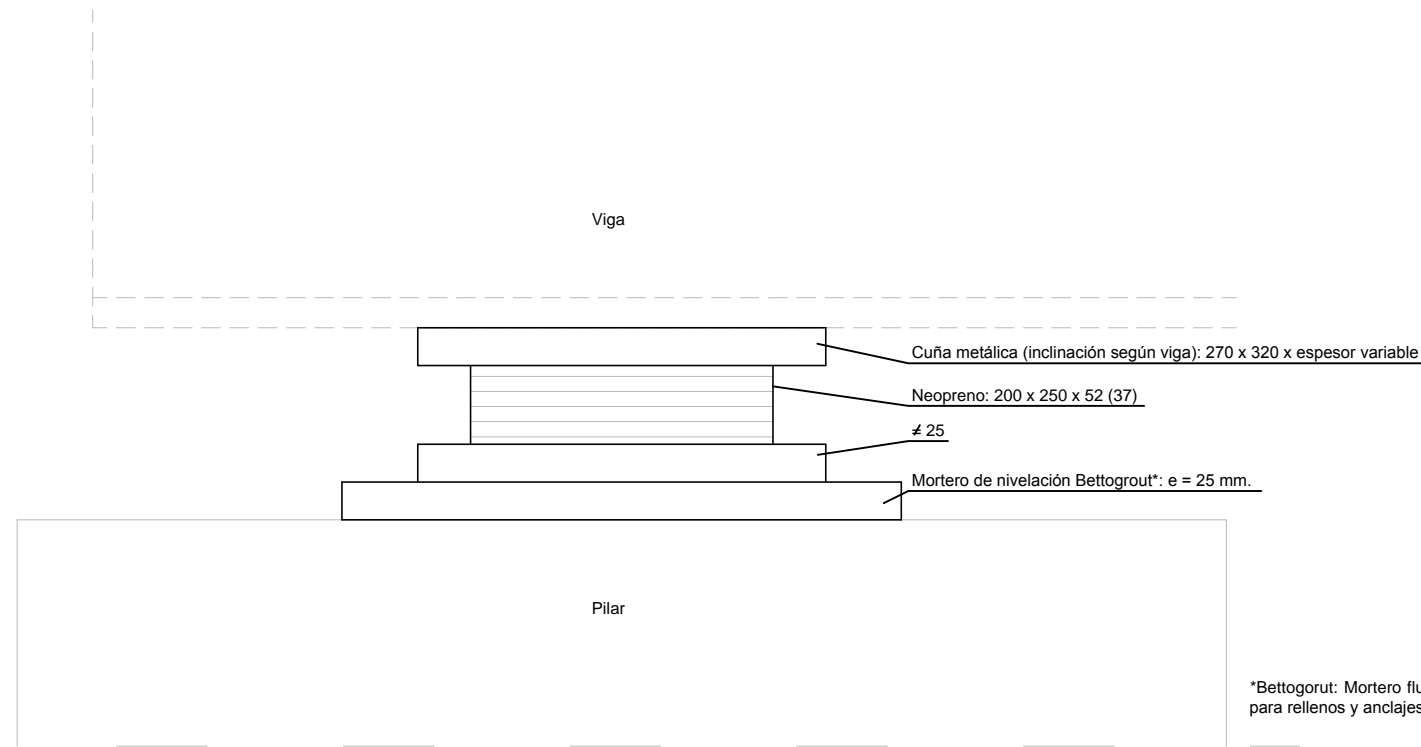 Viga
Cuña metálica (inclinación según viga): 270 x 320 x espesor variable
Neopreno: 200 x 250 x 52 (37)
≠ 25
Mortero de nivelación Bettogrout*: e = 25 mm.
Pilar
*Bettogorut: Mortero
para rellenos y anclajes